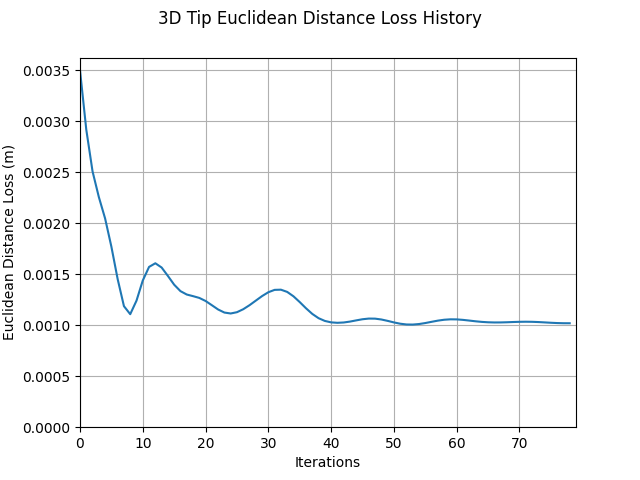 3D Tip Euclidean Distance Loss History
Euclidean Distance Loss (m)
0.0035
0.0030
0.0025
0.0020
0.0015
0.0010
0.0005
0.0000
0 10 20 30 40 50 60 70
Iterations